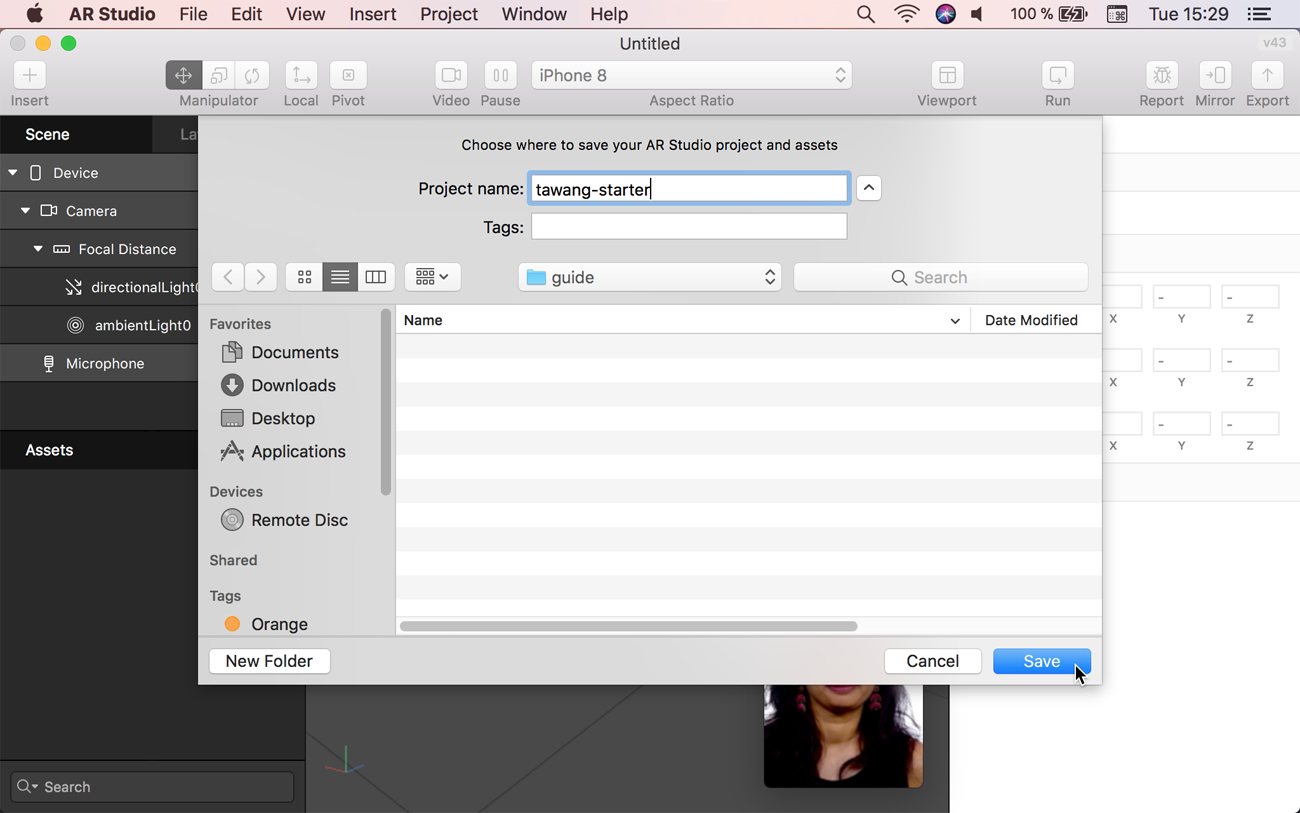 AR Studio File Edit View Insert Project Window Help 100 % Tue 15:29
Untitled
v43
iPhone 8
Insert Manipulator Local Pivot Video Pause Aspect Ratio Viewport Run Report Mirror Export
Scene
Choose where to save your AR Studio project and assets
Device
Project name: tawang-starter
Camera
Tags:
Focal Distance
guide
Search
directionalLight0
ambientLight0
Microphone
Favorites
Name
Date Modified
Documents
Downloads
Desktop
Applications
Devices
Remote Disc
Shared
Tags
Orange
- -
X Y Z
- -
X Y Z
- -
X Y Z
Assets
New Folder
Cancel
Save
Search